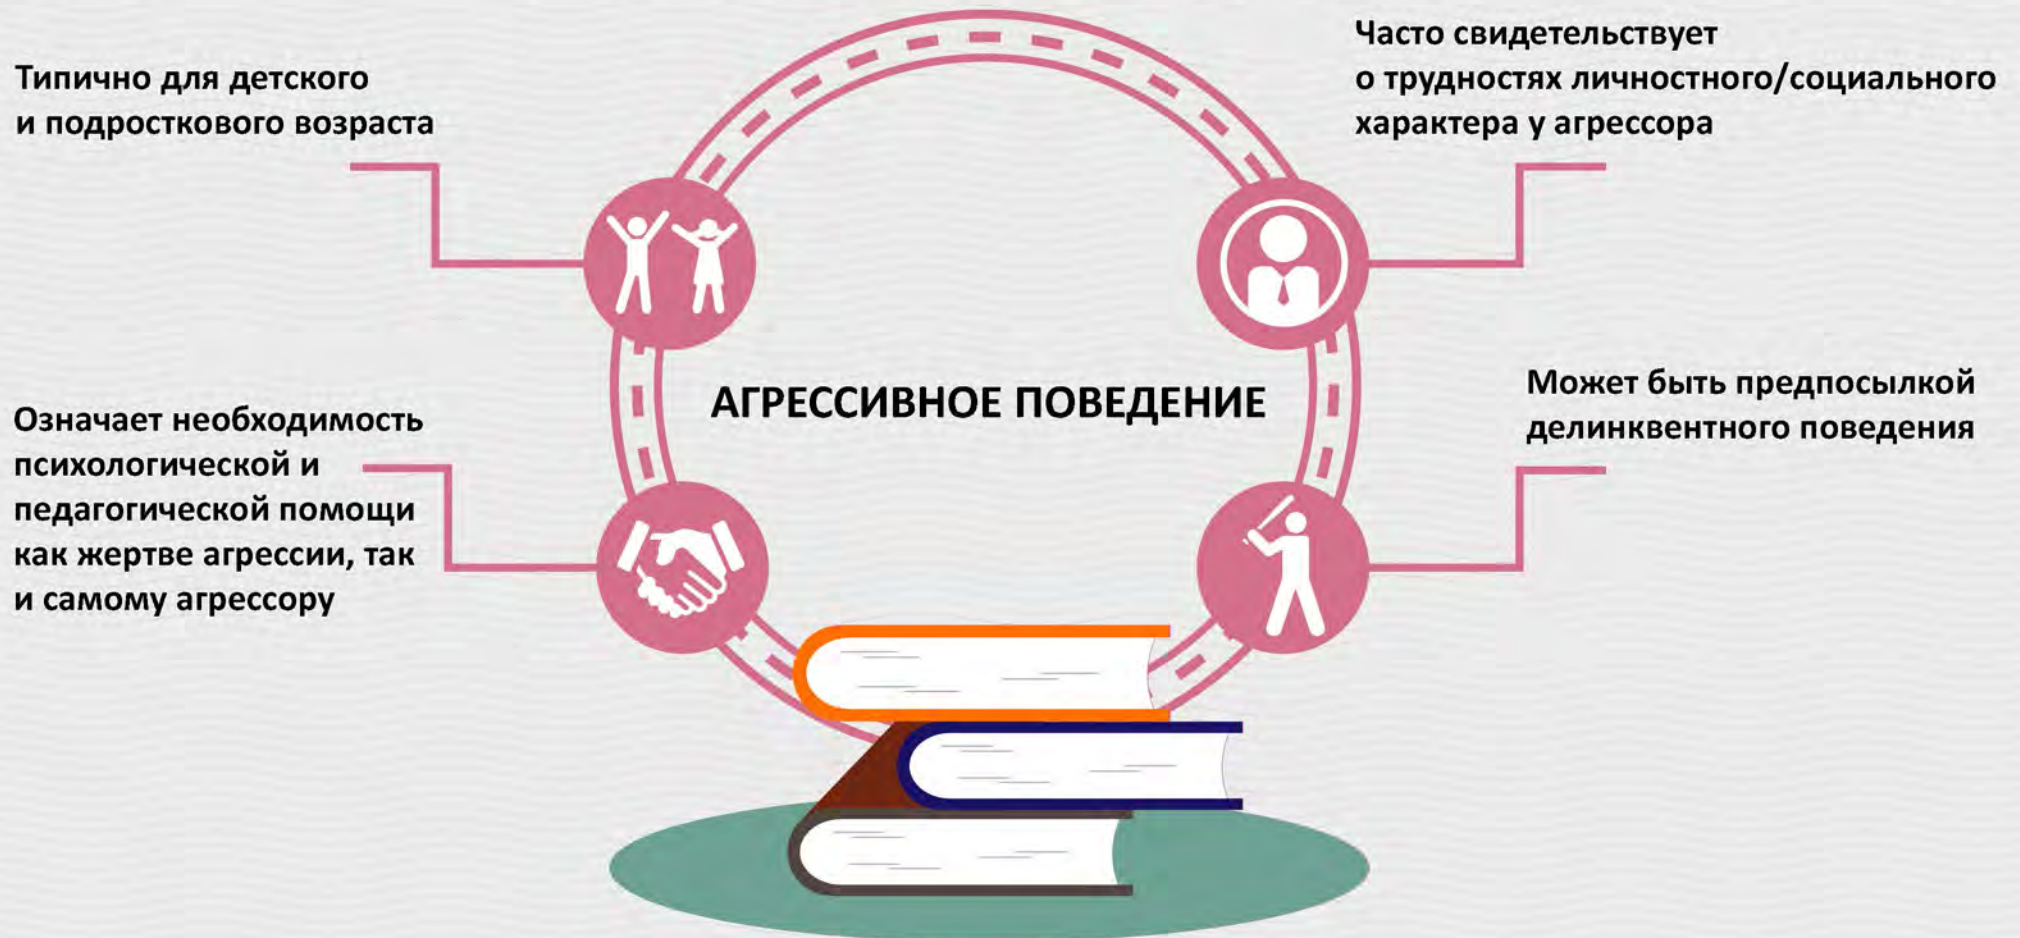 Типично для детского
и подросткового возраста
Часто свидетельствует
о трудностях личностного/социального
характера у агрессора
АГРЕССИВНОЕ ПОВЕДЕНИЕ
Означает необходимость
психологической и
педагогической помощи
как жертве агрессии, так
и самому агрессору
Может быть предпосылкой
делинквентного поведения